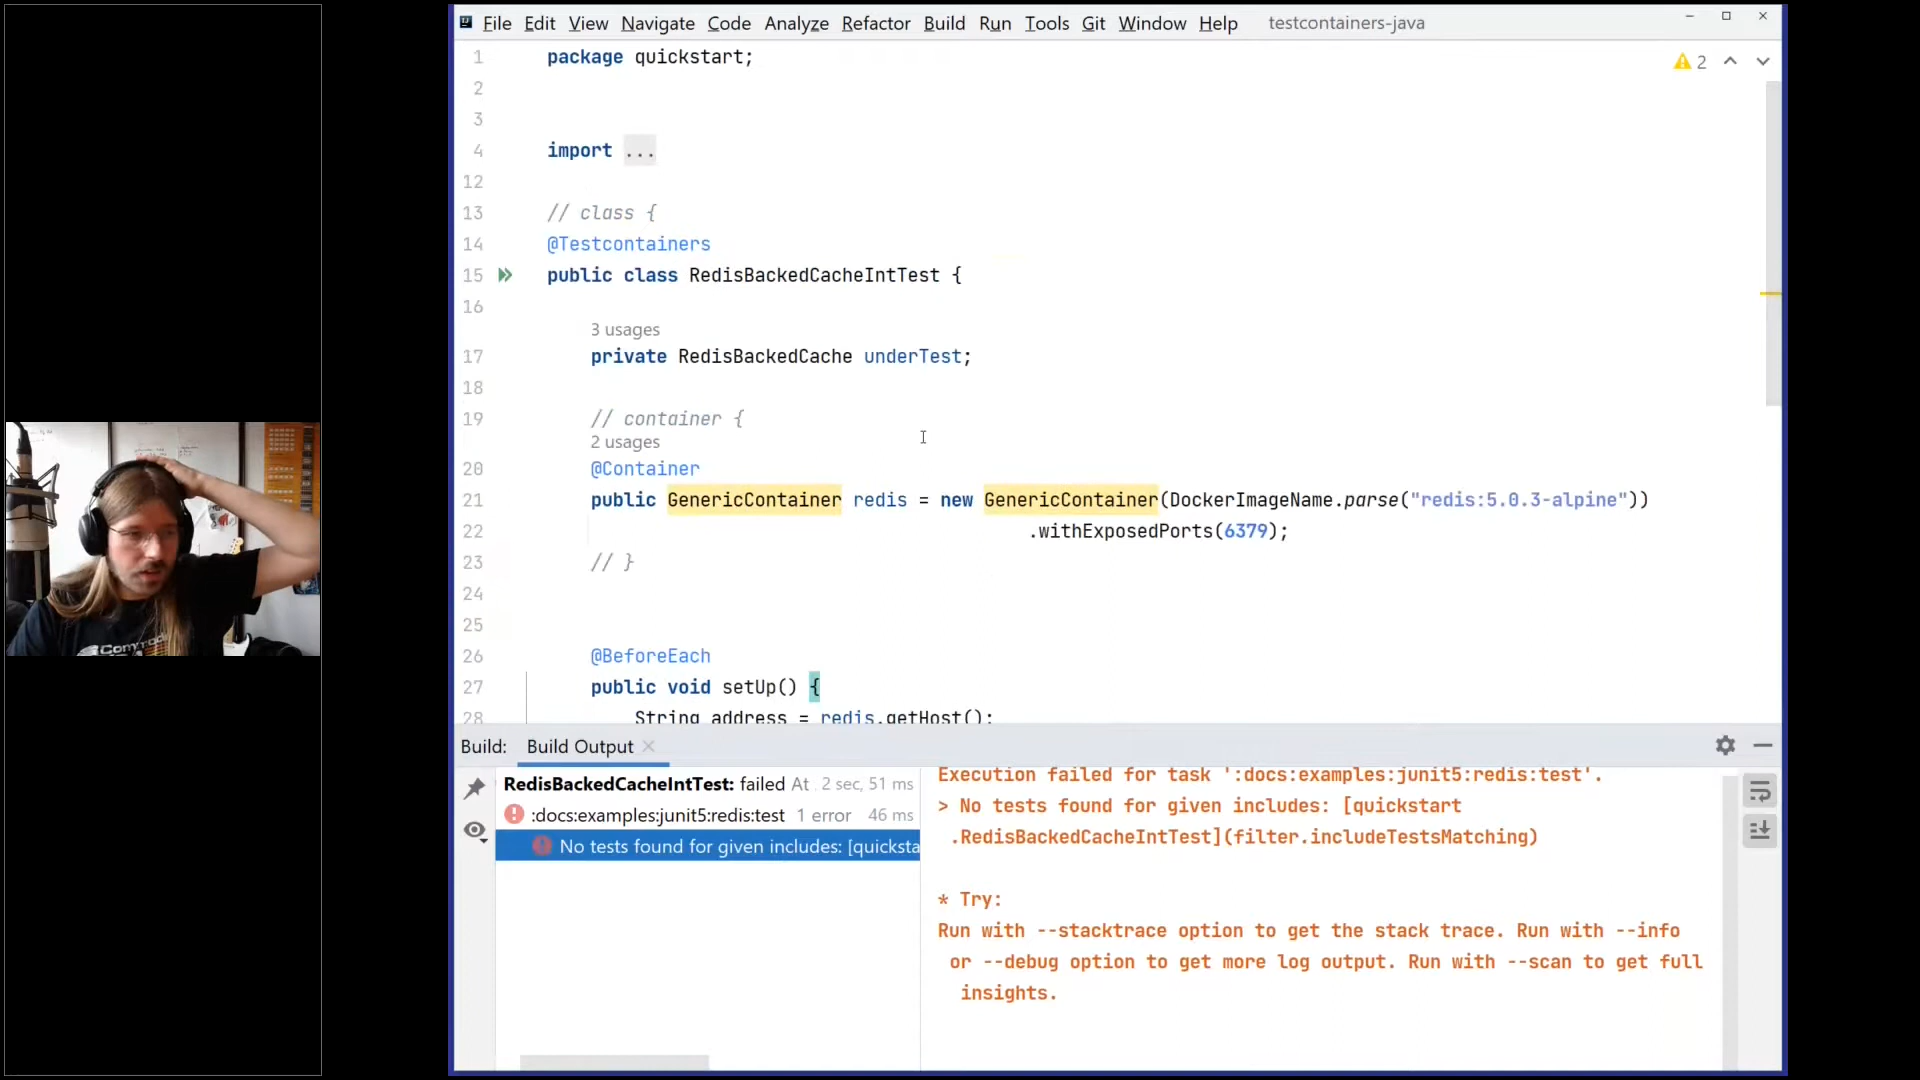 File Edit View Navigate Code Analyze Refactor Build Run Tools Git Window Help testcontainers-java
1 package quickstart;
2
3
4 import ...
12
13 // class {
14 @Testcontainers
15 public class RedisBackedCacheIntTest {
16
3 usages
17 private RedisBackedCache underTest;
18
19 // container {
2 usages
20 @Container
21 public GenericContainer redis = new GenericContainer(DockerImageName.parse("redis:5.0.3-alpine"))
22 .withExposedPorts(6379);
23 // }
24
25
26 @BeforeEach
27 public void setUp() {
28 String address = redis.getHost();
2
Build: Build Output
RedisBackedCacheIntTest: failed At 2 sec, 51 ms
:docs:examples:junit5:redis:test 1 error 46 ms
No tests found for given includes: [quicksta
Execution failed for task ':docs:examples:junit5:redis:test'.
> No tests found for given includes: [quickstart
.RedisBackedCacheIntTest](filter.includeTestsMatching)
* Try:
Run with --stacktrace option to get the stack trace. Run with --info
or --debug option to get more log output. Run with --scan to get full
insights.